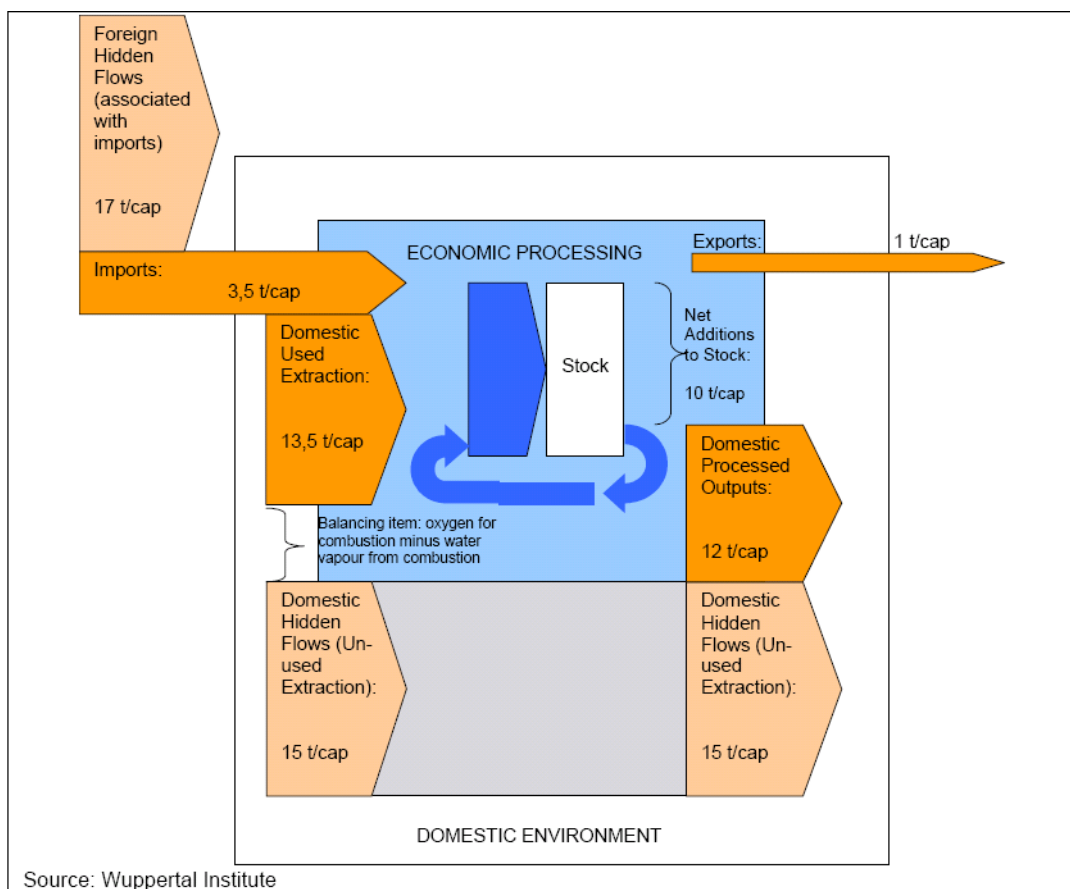 Foreign
Hidden
Flows
(associated
with
imports)
17 t/cap
Imports:
3,5 t/cap
ECONOMIC PROCESSING
Exports:
1 t/cap
Domestic
Used
Extraction:
13,5 t/cap
Stock
Net
Additions
to Stock:
10 t/cap
Balancing item: oxygen for
combustion minus water
vapour from combustion
Domestic
Processed
Outputs:
12 t/cap
Domestic
Hidden
Flows (Un-
used
Extraction):
15 t/cap
Domestic
Hidden
Flows (Un-
used
Extraction):
15 t/cap
DOMESTIC ENVIRONMENT
Source: Wuppertal Institute